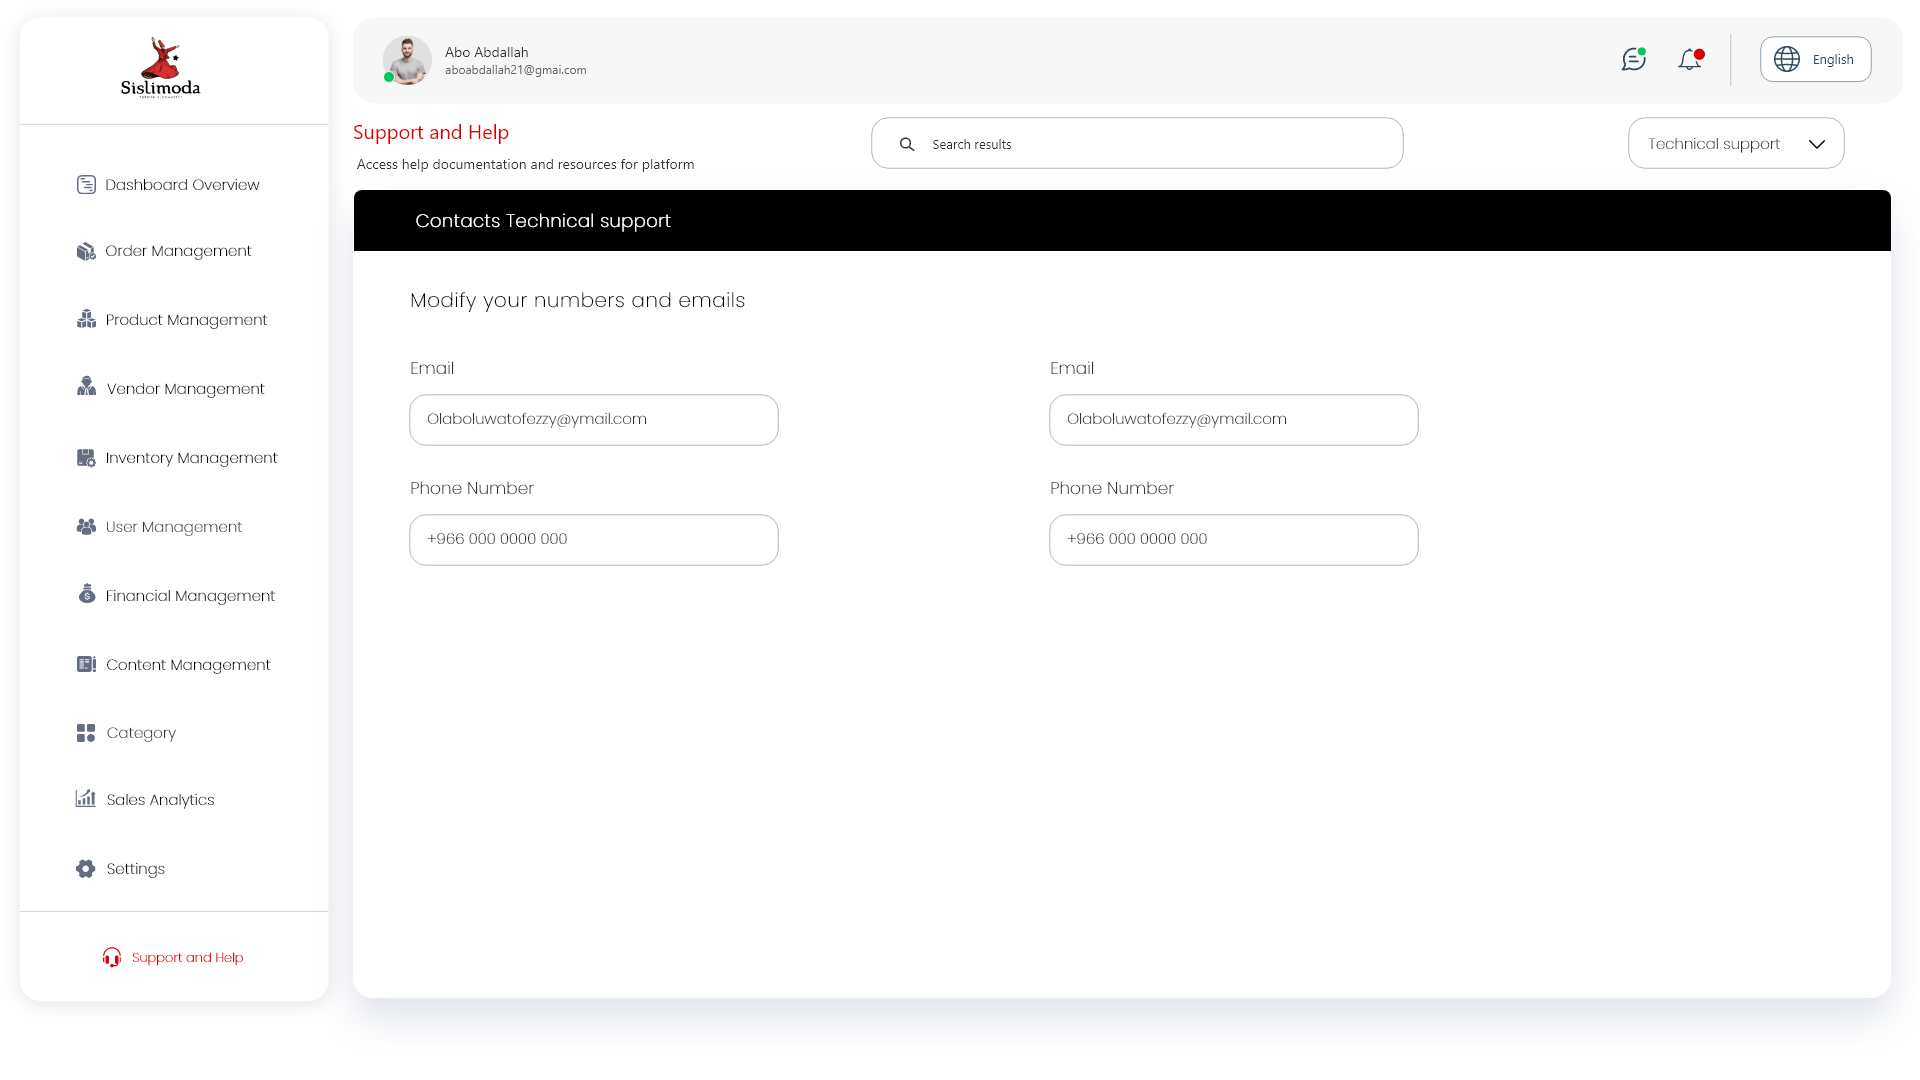 Sislimoda
Abo Abdallah
aboabdallah21@gmai.com
English
Support and Help
Access help documentation and resources for platform
Search results
Technical support
Dashboard Overview
Order Management
Product Management
Vendor Management
Inventory Management
User Management
Financial Management
Content Management
Category
Sales Analytics
Settings
Support and Help
Contacts Technical support
Modify your numbers and emails
Email
Olaboluwatofezzy@ymail.com
Email
Olaboluwatofezzy@ymail.com
Phone Number
+966 000 0000 000
Phone Number
+966 000 0000 000